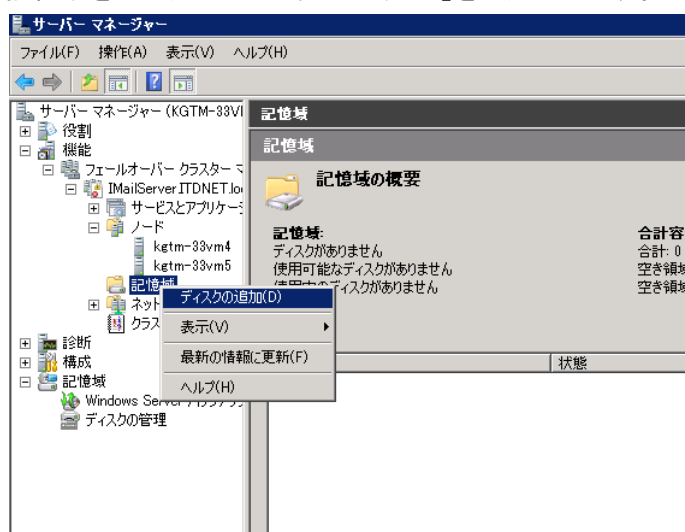 サーバー マネージャー
ファイル(F) 操作(A) 表示(V) ヘルプ(H)
サーバー マネージャー (KGTM-33VM
役割
機能
フェールオーバー クラスター マ
IMailServer.ITDNET.lo
サービスとアプリケー
ノード
kgtm-33vm4
kgtm-33vm5
記憶域
ネット
クラス
診断
構成
記憶域
Windows Server
ディスクの管理
ディスクの追加(D)
表示(V)
最新の情報に更新(F)
ヘルプ(H)
記憶域
記憶域
記憶域の概要
記憶域:
ディスクがありません
使用可能なディスクがありません
使用中のディスクがありません
合計容
合計: 0
空き領域
空き領域
状態